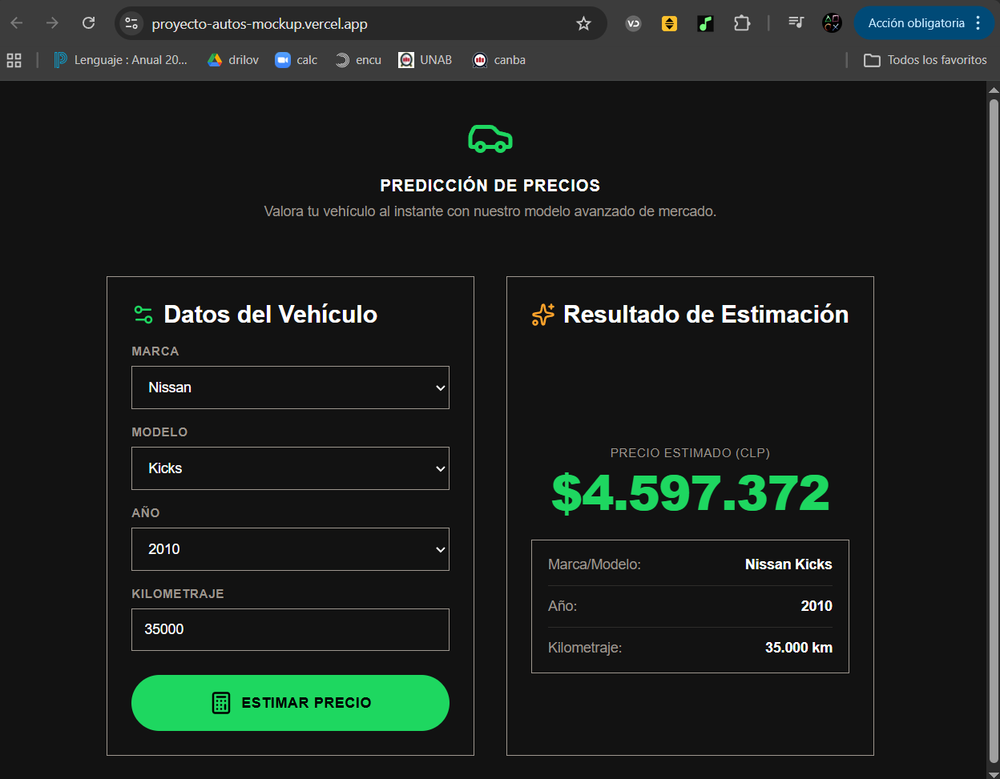 proyecto-autos-mockup.vercel.app
Acción obligatoria
Lenguaje : Anual 20...
drilov
calc
encu
UNAB
canba
Todos los favoritos
PREDICCIÓN DE PRECIOS
Valora tu vehículo al instante con nuestro modelo avanzado de mercado.
Datos del Vehículo
MARCA
Nissan
MODELO
Kicks
AÑO
2010
KILOMETRAJE
35000
ESTIMAR PRECIO
Resultado de Estimación
PRECIO ESTIMADO (CLP)
$4.597.372
Marca/Modelo: Nissan Kicks
Año: 2010
Kilometraje: 35.000 km